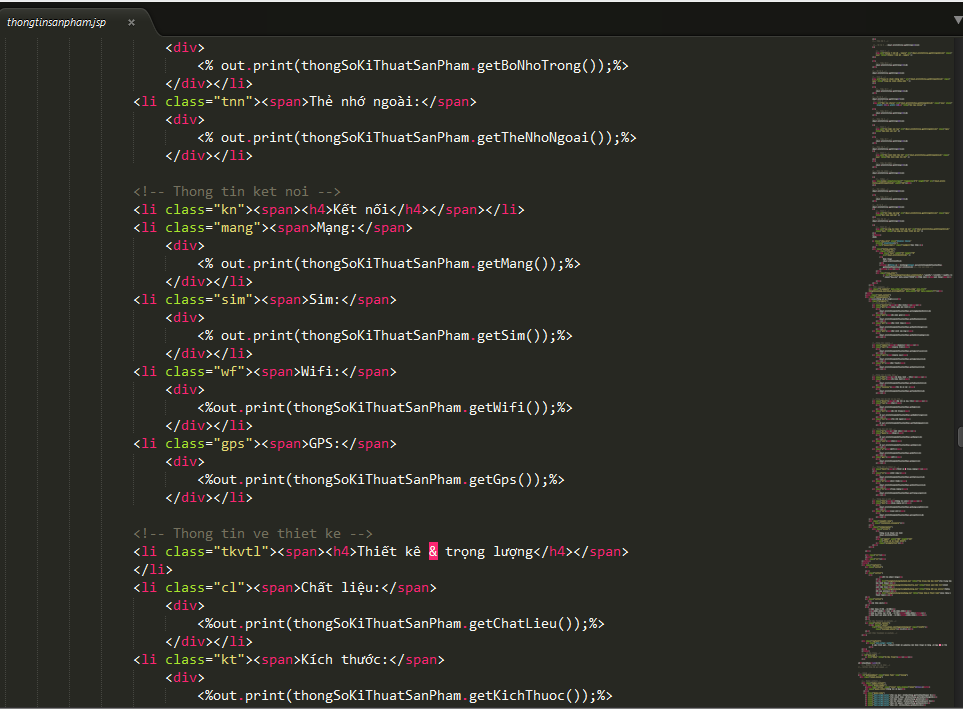 thongtinsanpham.jsp ×
<div>
<% out.print(thongSoKiThuatSanPham.getBoNhoTrong());%>
</div></li>
<li class="tnn"><span>Thẻ nhớ ngoài:</span>
<div>
<% out.print(thongSoKiThuatSanPham.getTheNhoNgoai());%>
</div></li>
<!-- Thong tin ket noi -->
<li class="kn"><span><h4>Kết nối</h4></span></li>
<li class="mang"><span>Mạng:</span>
<div>
<% out.print(thongSoKiThuatSanPham.getMang());%>
</div></li>
<li class="sim"><span>Sim:</span>
<div>
<% out.print(thongSoKiThuatSanPham.getSim());%>
</div></li>
<li class="wf"><span>Wifi:</span>
<div>
<%out.print(thongSoKiThuatSanPham.getWifi());%>
</div></li>
<li class="gps"><span>GPS:</span>
<div>
<%out.print(thongSoKiThuatSanPham.getGps());%>
</div></li>
<!-- Thong tin ve thiet ke -->
<li class="tkvtl"><span><h4>Thiết kê & trọng lượng</h4></span>
</li>
<li class="cl"><span>Chất liệu:</span>
<div>
<%out.print(thongSoKiThuatSanPham.getChatLieu());%>
</div></li>
<li class="kt"><span>Kích thước:</span>
<div>
<%out.print(thongSoKiThuatSanPham.getKichThuoc());%>